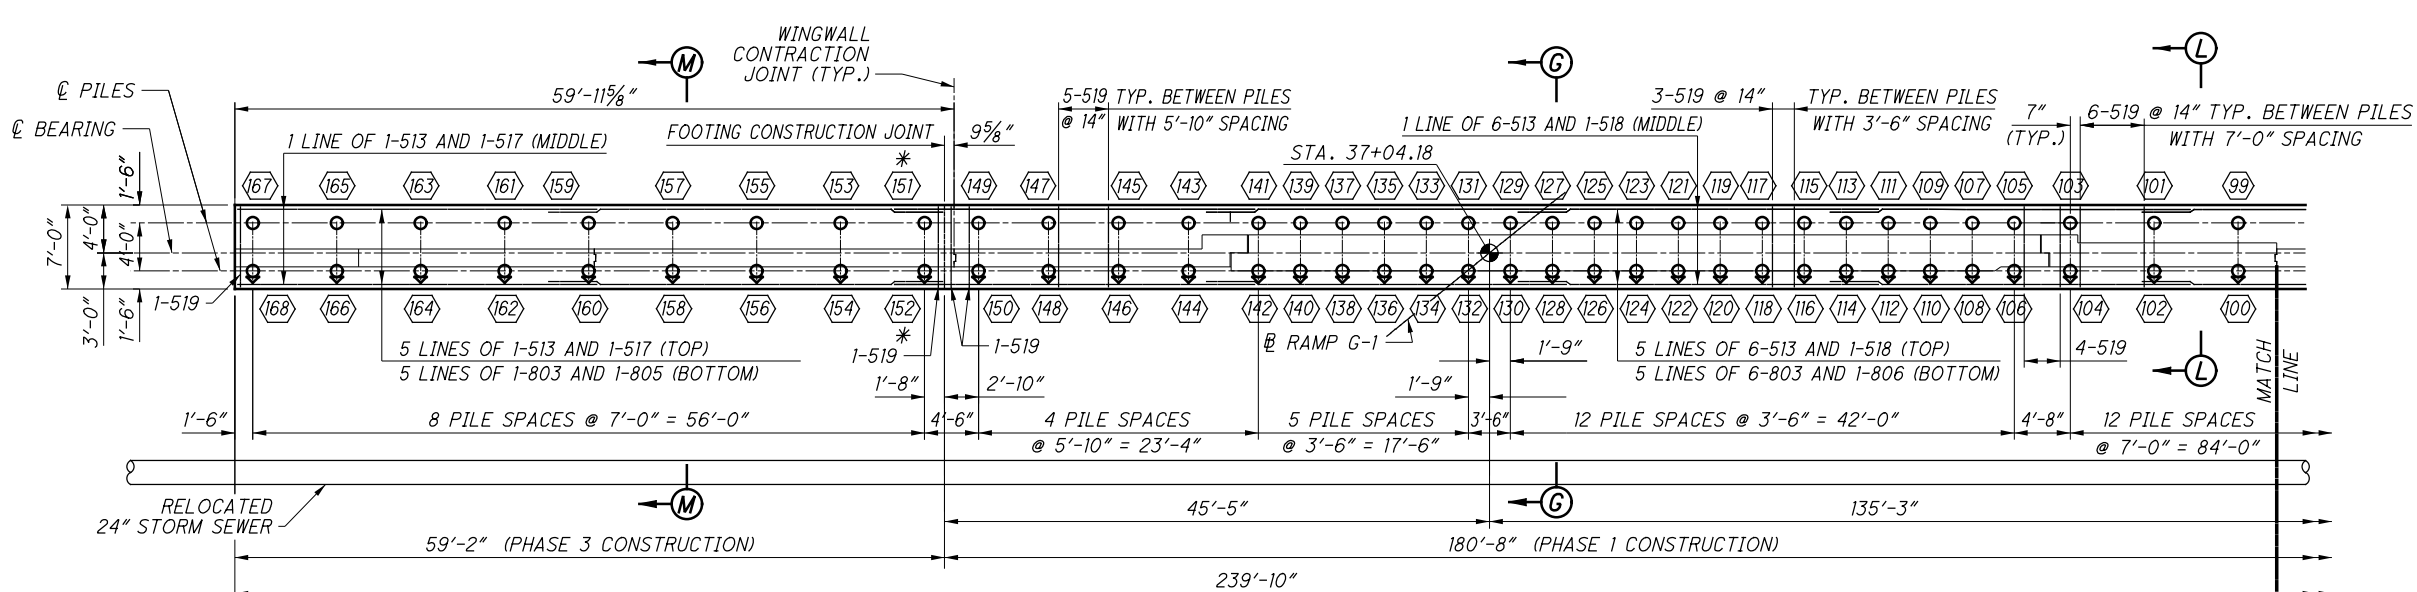 WINGWALL
CONTRACTION
JOINT (TYP.)
M
G
L
℄ PILES
℄ BEARING
59'-11⅝"
5-519 TYP. BETWEEN PILES
@ 14" WITH 5'-10" SPACING
3-519 @ 14"
TYP. BETWEEN PILES
WITH 3'-6" SPACING
7"
(TYP.)
6-519 @ 14" TYP. BETWEEN PILES
WITH 7'-0" SPACING
1 LINE OF 1-513 AND 1-517 (MIDDLE)
FOOTING CONSTRUCTION JOINT
9⅝"
1 LINE OF 6-513 AND 1-518 (MIDDLE)
STA. 37+04.18
*
167 165 163 161 159 157 155 153 151 149 147 145 143 141 139 137 135 133 131 129 127 125 123 121 119 117 115 113 111 109 107 105 103 101 99
1'-6"
7'-0"
4'-0"
4'-0"
3'-0"
1'-6"
168 166 164 162 160 158 156 154 152 150 148 146 144 142 140 138 136 134 132 130 128 126 124 122 120 118 116 114 112 110 108 106 104 102 100
*
1-519
5 LINES OF 1-513 AND 1-517 (TOP)
5 LINES OF 1-803 AND 1-805 (BOTTOM)
1-519
1-519
℄ RAMP G-1
1'-9"
5 LINES OF 6-513 AND 1-518 (TOP)
5 LINES OF 6-803 AND 1-806 (BOTTOM)
4-519
L
MATCH
LINE
1'-8"
2'-10"
1'-9"
1'-6"
8 PILE SPACES @ 7'-0" = 56'-0"
4'-6"
4 PILE SPACES
@ 5'-10" = 23'-4"
5 PILE SPACES
@ 3'-6" = 17'-6"
3'-6"
12 PILE SPACES @ 3'-6" = 42'-0"
4'-8"
12 PILE SPACES
@ 7'-0" = 84'-0"
RELOCATED
24" STORM SEWER
M
G
45'-5"
135'-3"
59'-2" (PHASE 3 CONSTRUCTION)
180'-8" (PHASE 1 CONSTRUCTION)
239'-10"